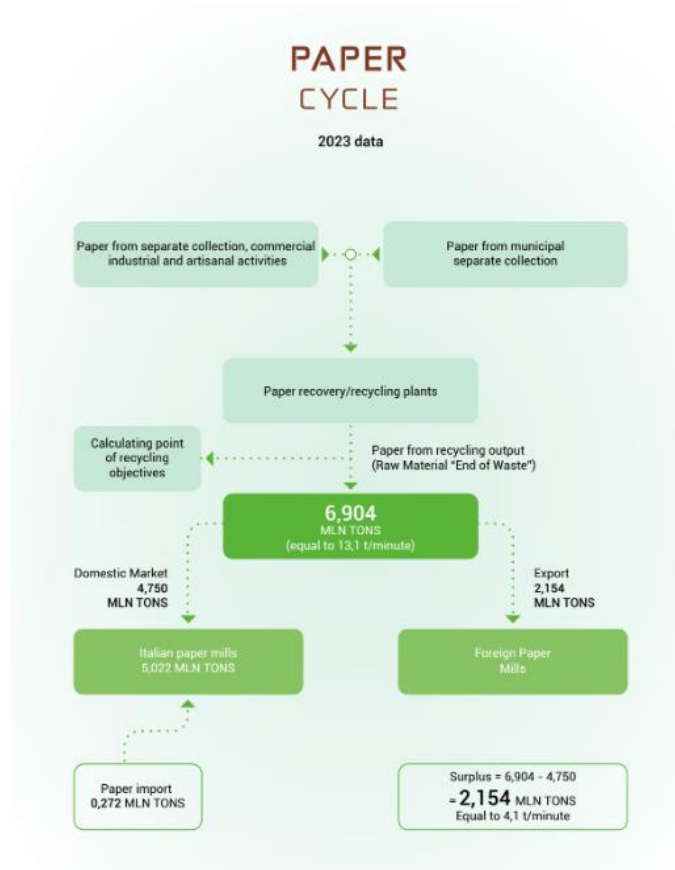 PAPER
CYCLE
2023 data
Paper from separate collection, commercial
industrial and artisanal activities
Paper from municipal
separate collection
Paper recovery/recycling plants
Calculating point
of recycling
objectives
Paper from recycling output
(Raw Material “End of Waste”)
6,904
MLN TONS
(equal to 13,1 t/minute)
Domestic Market
4,750
MLN TONS
Export
2,154
MLN TONS
Italian paper mills
5,022 MLN TONS
Foreign Paper
Mills
Paper import
0,272 MLN TONS
Surplus = 6,904 - 4,750
= 2,154 MLN TONS
Equal to 4,1 t/minute